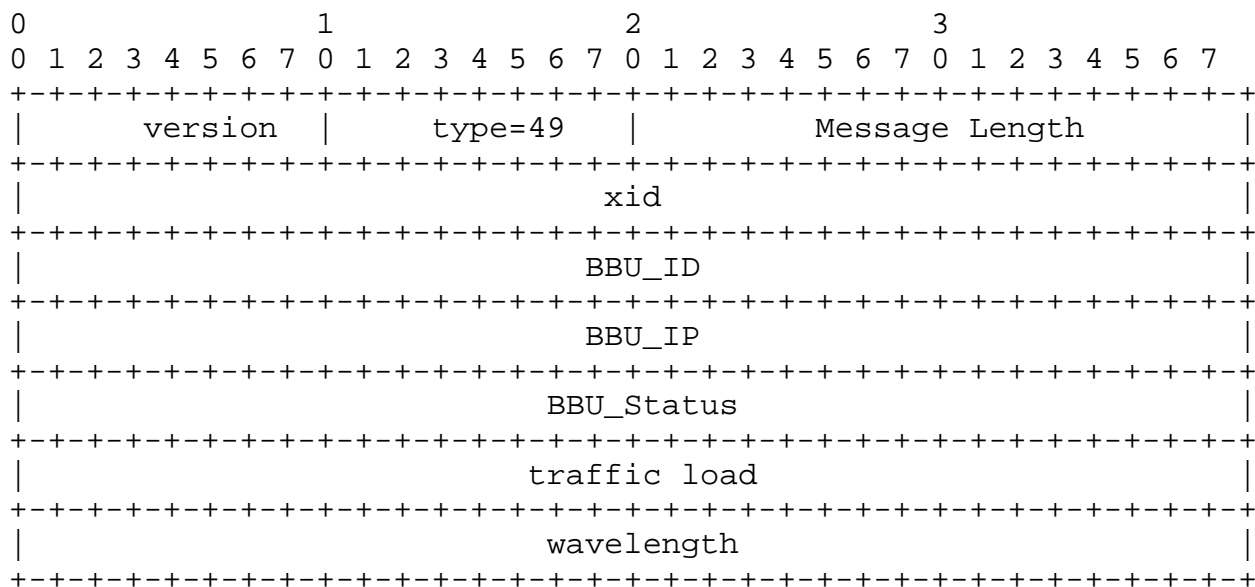 0                   1                   2                   3
0 1 2 3 4 5 6 7 0 1 2 3 4 5 6 7 0 1 2 3 4 5 6 7 0 1 2 3 4 5 6 7
+-+-+-+-+-+-+-+-+-+-+-+-+-+-+-+-+-+-+-+-+-+-+-+-+-+-+-+-+-+-+-+-+
|      version  |     type=49   |         Message Length        |
+-+-+-+-+-+-+-+-+-+-+-+-+-+-+-+-+-+-+-+-+-+-+-+-+-+-+-+-+-+-+-+-+
|                              xid                              |
+-+-+-+-+-+-+-+-+-+-+-+-+-+-+-+-+-+-+-+-+-+-+-+-+-+-+-+-+-+-+-+-+
|                             BBU_ID                            |
+-+-+-+-+-+-+-+-+-+-+-+-+-+-+-+-+-+-+-+-+-+-+-+-+-+-+-+-+-+-+-+-+
|                             BBU_IP                            |
+-+-+-+-+-+-+-+-+-+-+-+-+-+-+-+-+-+-+-+-+-+-+-+-+-+-+-+-+-+-+-+-+
|                           BBU_Status                          |
+-+-+-+-+-+-+-+-+-+-+-+-+-+-+-+-+-+-+-+-+-+-+-+-+-+-+-+-+-+-+-+-+
|                          traffic load                         |
+-+-+-+-+-+-+-+-+-+-+-+-+-+-+-+-+-+-+-+-+-+-+-+-+-+-+-+-+-+-+-+-+
|                           wavelength                          |
+-+-+-+-+-+-+-+-+-+-+-+-+-+-+-+-+-+-+-+-+-+-+-+-+-+-+-+-+-+-+-+-+